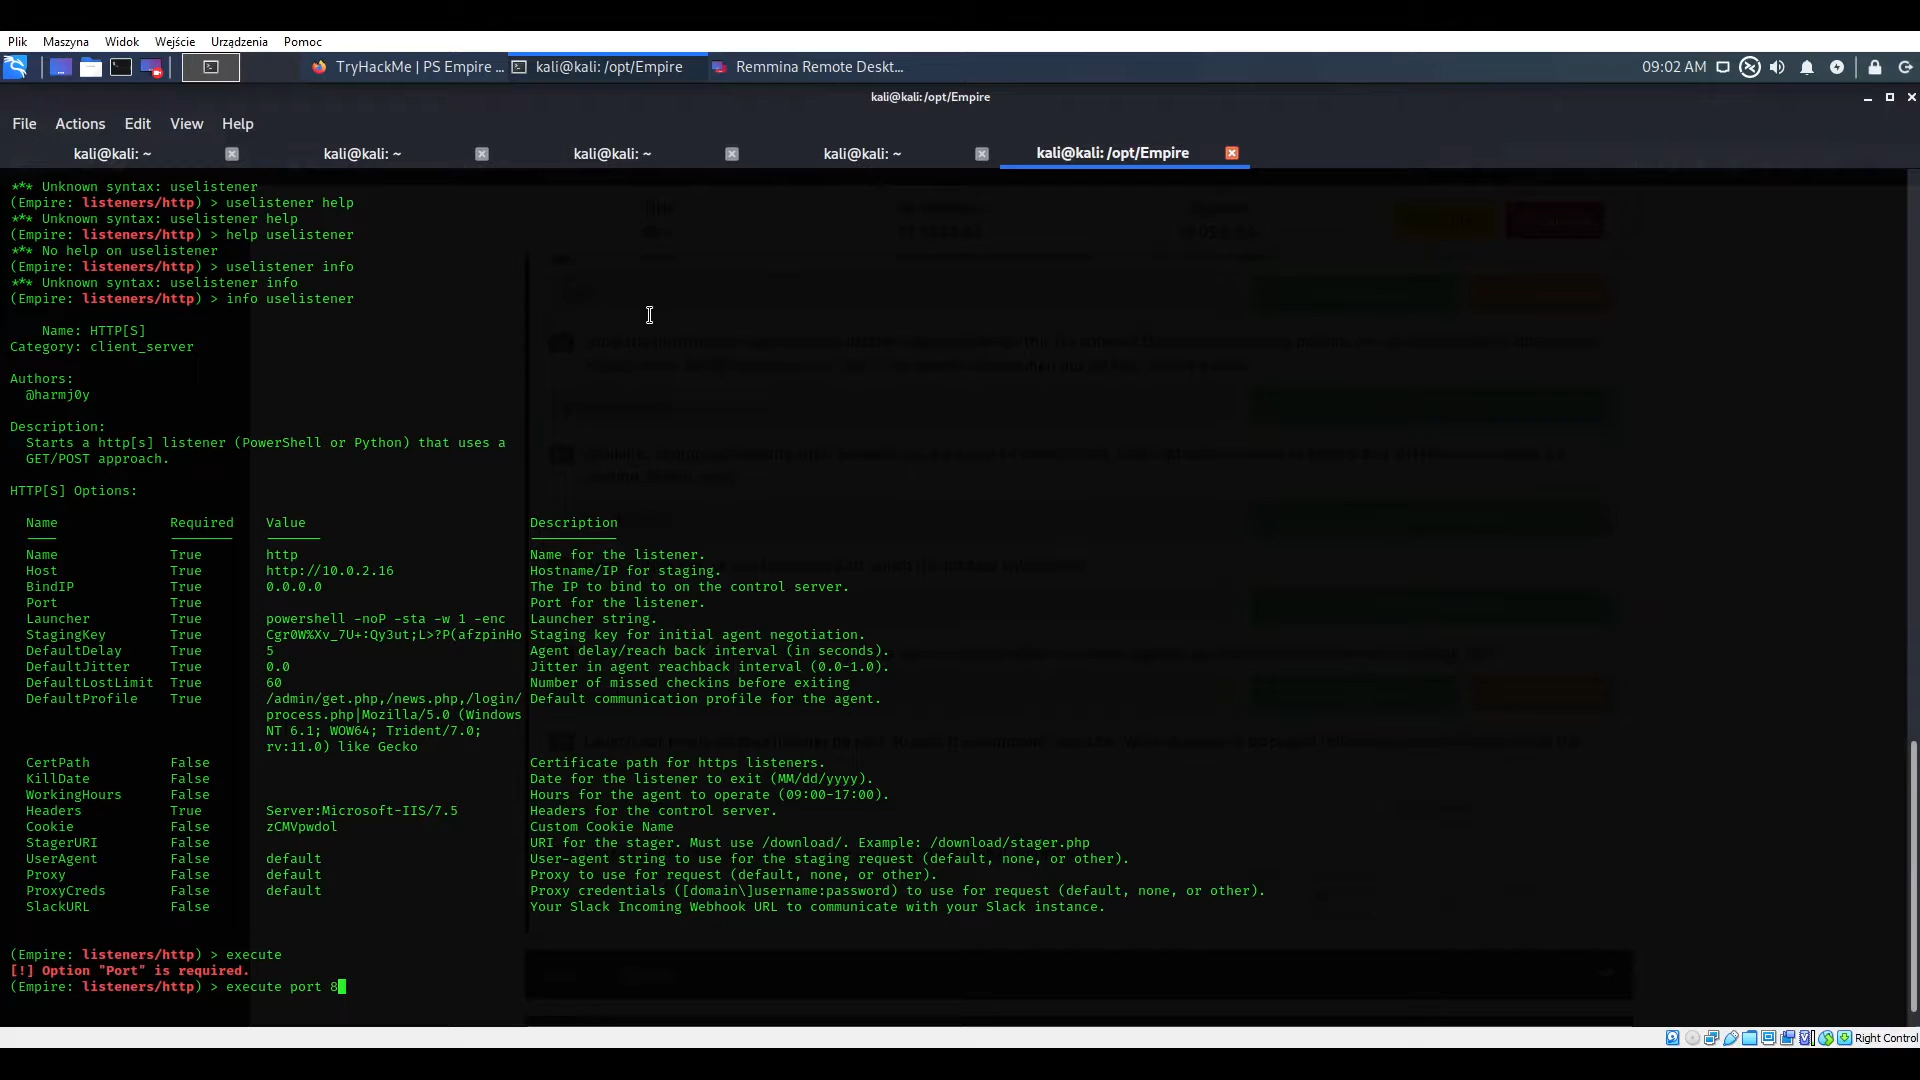 Plik Maszyna Widok Wejście Urządzenia Pomoc
TryHackMe | PS Empire ... kali@kali: /opt/Empire Remmina Remote Deskt... 09:02 AM
kali@kali: /opt/Empire
File Actions Edit View Help
kali@kali: ~ kali@kali: ~ kali@kali: ~ kali@kali: ~ kali@kali: /opt/Empire
*** Unknown syntax: uselistener
(Empire: listeners/http) > uselistener help
*** Unknown syntax: uselistener help
(Empire: listeners/http) > help uselistener
*** No help on uselistener
(Empire: listeners/http) > uselistener info
*** Unknown syntax: uselistener info
(Empire: listeners/http) > info uselistener
Name: HTTP[S]
Category: client_server
Authors:
@harmj0y
Description:
Starts a http[s] listener (PowerShell or Python) that uses a
GET/POST approach.
HTTP[S] Options:
Name Required Value Description
Name True http Name for the listener.
Host True http://10.0.2.16 Hostname/IP for staging.
BindIP True 0.0.0.0 The IP to bind to on the control server.
Port True Port for the listener.
Launcher True powershell -noP -sta -w 1 -enc Launcher string.
StagingKey True Cgr0W%Xv_7U+:Qy3ut;L>?P(afzpinHo Staging key for initial agent negotiation.
DefaultDelay True 5 Agent delay/reach back interval (in seconds).
DefaultJitter True 0.0 Jitter in agent reachback interval (0.0-1.0).
DefaultLostLimit True 60 Number of missed checkins before exiting
DefaultProfile True /admin/get.php,/news.php,/login/ Default communication profile for the agent.
process.php|Mozilla/5.0 (Windows
NT 6.1; WOW64; Trident/7.0;
rv:11.0) like Gecko
CertPath False Certificate path for https listeners.
KillDate False Date for the listener to exit (MM/dd/yyyy).
WorkingHours False Hours for the agent to operate (09:00-17:00).
Headers True Server:Microsoft-IIS/7.5 Headers for the control server.
Cookie False zCMVpwdol Custom Cookie Name
StagerURI False URI for the stager. Must use /download/. Example: /download/stager.php
UserAgent False default User-agent string to use for the staging request (default, none, or other).
Proxy False default Proxy to use for request (default, none, or other).
ProxyCreds False default Proxy credentials ([domain\]username:password) to use for request (default, none, or other).
SlackURL False Your Slack Incoming Webhook URL to communicate with your Slack instance.
(Empire: listeners/http) > execute
[!] Option "Port" is required.
(Empire: listeners/http) > execute port 8
Right Control